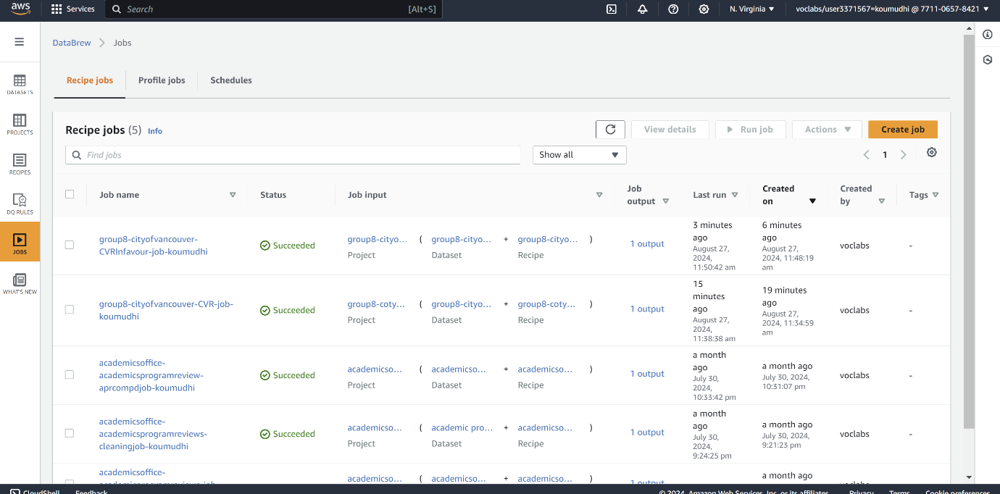 aws
Services
Search
[Alt+S]
N. Virginia
voclabs/user3371567=koumudhi @ 7711-0657-8421
DataBrew
Jobs
DATASETS
PROJECTS
RECIPES
DQ RULES
JOBS
WHAT'S NEW
Recipe jobs
Profile jobs
Schedules
Recipe jobs (5) Info
View details
Run job
Actions
Create job
Find jobs
Show all
1
Job name
Status
Job input
Job
output
Last run
Created
on
Created
by
Tags
group8-cityofvancouver-
CVRInfavour-job-koumudhi
Succeeded
group8-cityo...
Project
(
group8-cityo...
Dataset
+
group8-cityo...
Recipe
)
1 output
3 minutes
ago
August 27,
2024,
11:50:42 am
6 minutes
ago
August 27,
2024, 11:48:19
am
voclabs
-
group8-cityofvancouver-CVR-job-
koumudhi
Succeeded
group8-coty...
Project
(
group8-cityo...
Dataset
+
group8-coty...
Recipe
)
1 output
15
minutes
ago
August 27,
2024,
11:38:38 am
19 minutes
ago
August 27,
2024, 11:34:59
am
voclabs
-
academicsoffice-
academicsprogramreview-
aprcompdjob-koumudhi
Succeeded
academicso...
Project
(
academicso...
Dataset
+
academicso...
Recipe
)
1 output
a month
ago
July 30,
2024,
10:33:42 pm
a month ago
July 30, 2024,
10:31:07 pm
voclabs
-
academicsoffice-
academicsprogramreviews-
cleaningjob-koumudhi
Succeeded
academicso...
Project
(
academic pro...
Dataset
+
academicso...
Recipe
)
1 output
a month
ago
July 30,
2024,
9:24:25 pm
a month ago
July 30, 2024,
9:21:23 pm
voclabs
-
academicsoffice-
academicso...
(
academicso...
+
academicso...
)
1 output
a month ago
voclabs
CloudShell
Feedback
© 2024, Amazon Web Services, Inc. or its affiliates.
Privacy
Terms
Cookie preferences